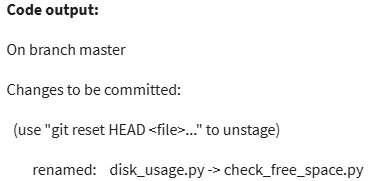 Code output:
On branch master
Changes to be committed:
(use "git reset HEAD <file>..." to unstage)
renamed: disk_usage.py -> check_free_space.py